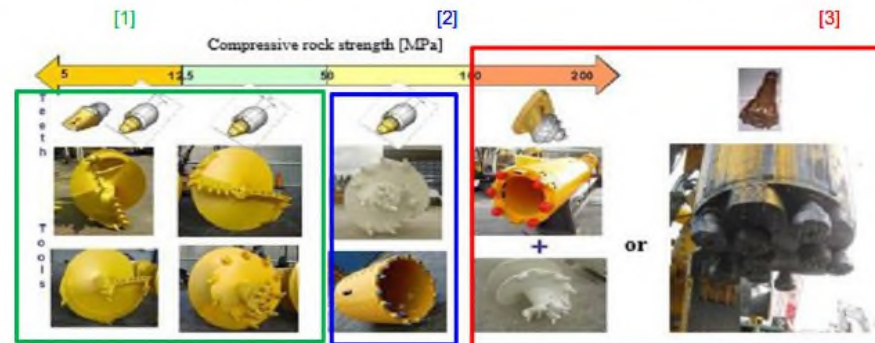 [1] [2] [3]
Compressive rock strength [MPa]
5 12.5 50 100 200
Teeth
Tools
+ or